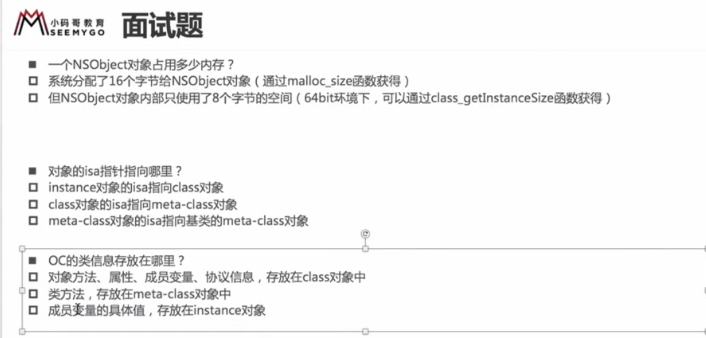 小码哥教育
SEEMYGO
面试题
一个NSObject对象占用多少内存？
系统分配了16个字节给NSObject对象（通过malloc_size函数获得）
但NSObject对象内部只使用了8个字节的空间（64bit环境下，可以通过class_getInstanceSize函数获得）
对象的isa指针指向哪里？
instance对象的isa指向class对象
class对象的isa指向meta-class对象
meta-class对象的isa指向基类的meta-class对象
OC的类信息存放在哪里？
对象方法、属性、成员变量、协议信息，存放在class对象中
类方法，存放在meta-class对象中
成员变量的具体值，存放在instance对象